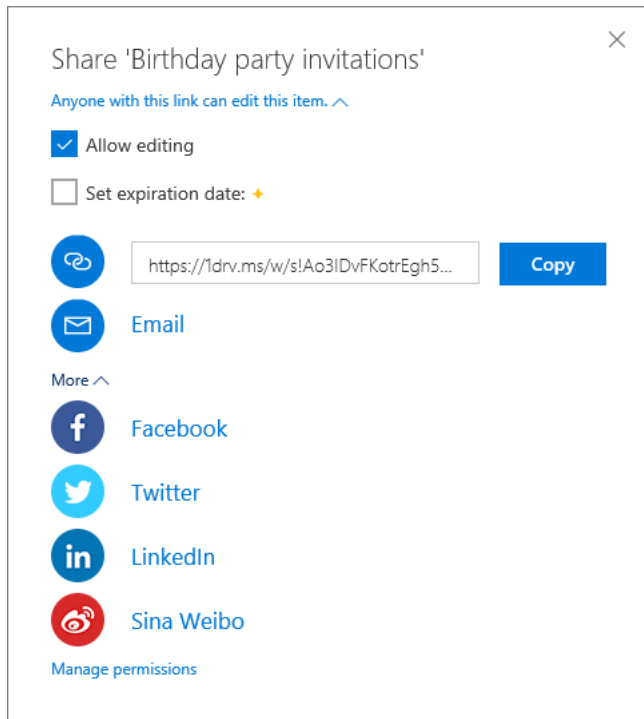 Share 'Birthday party invitations'
Anyone with this link can edit this item.
Allow editing
Set expiration date:
https://1drv.ms/w/s!Ao3IDvFKotrEgh5...
Copy
Email
More
Facebook
Twitter
LinkedIn
Sina Weibo
Manage permissions